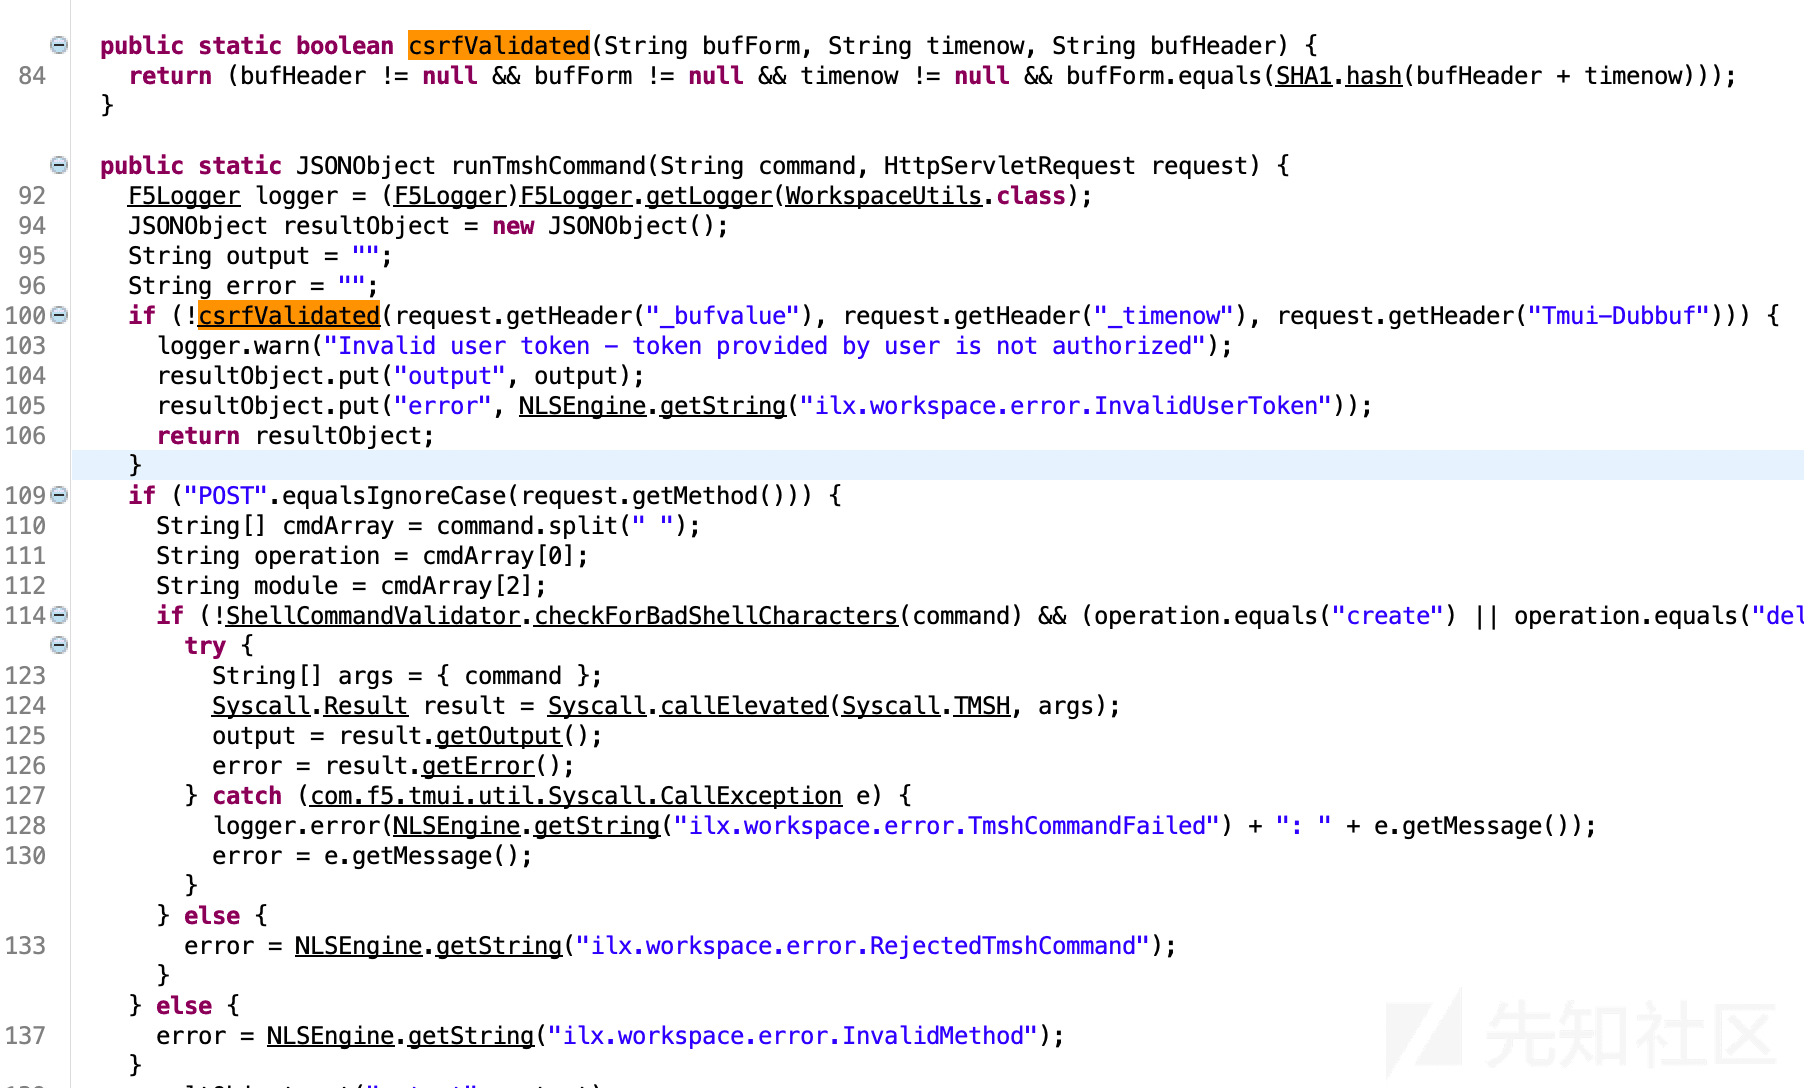 public static boolean csrfValidated(String bufForm, String timenow, String bufHeader) {
84 return (bufHeader != null && bufForm != null && timenow != null && bufForm.equals(SHA1.hash(bufHeader + timenow)));
}
public static JSONObject runTmshCommand(String command, HttpServletRequest request) {
92 F5Logger logger = (F5Logger)F5Logger.getLogger(WorkspaceUtils.class);
94 JSONObject resultObject = new JSONObject();
95 String output = "";
96 String error = "";
100 if (!csrfValidated(request.getHeader("_bufvalue"), request.getHeader("_timenow"), request.getHeader("Tmui-Dubbuf"))) {
103 logger.warn("Invalid user token - token provided by user is not authorized");
104 resultObject.put("output", output);
105 resultObject.put("error", NLSEngine.getString("ilx.workspace.error.InvalidUserToken"));
106 return resultObject;
}
109 if ("POST".equalsIgnoreCase(request.getMethod())) {
110 String[] cmdArray = command.split(" ");
111 String operation = cmdArray[0];
112 String module = cmdArray[2];
114 if (!ShellCommandValidator.checkForBadShellCharacters(command) && (operation.equals("create") || operation.equals("del
try {
123 String[] args = { command };
124 Syscall.Result result = Syscall.callElevated(Syscall.TMSH, args);
125 output = result.getOutput();
126 error = result.getError();
127 } catch (com.f5.tmui.util.Syscall.CallException e) {
128 logger.error(NLSEngine.getString("ilx.workspace.error.TmshCommandFailed") + ": " + e.getMessage());
130 error = e.getMessage();
}
} else {
133 error = NLSEngine.getString("ilx.workspace.error.RejectedTmshCommand");
}
} else {
137 error = NLSEngine.getString("ilx.workspace.error.InvalidMethod");
}
先知社区